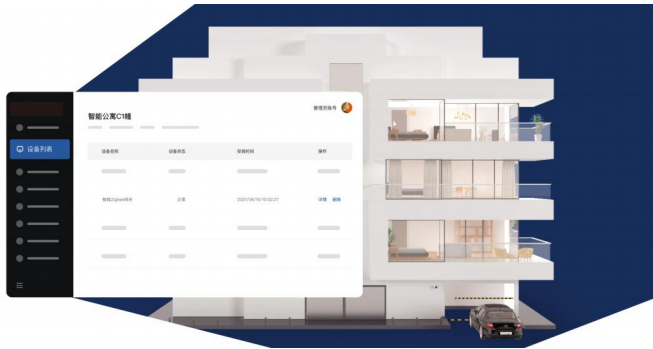 智能公寓C1幢
管理员账号
设备列表
设备名称 设备状态 安装时间 操作
智程Zigbee网关 正常 2021/06/16/10:52:27 详情 删除